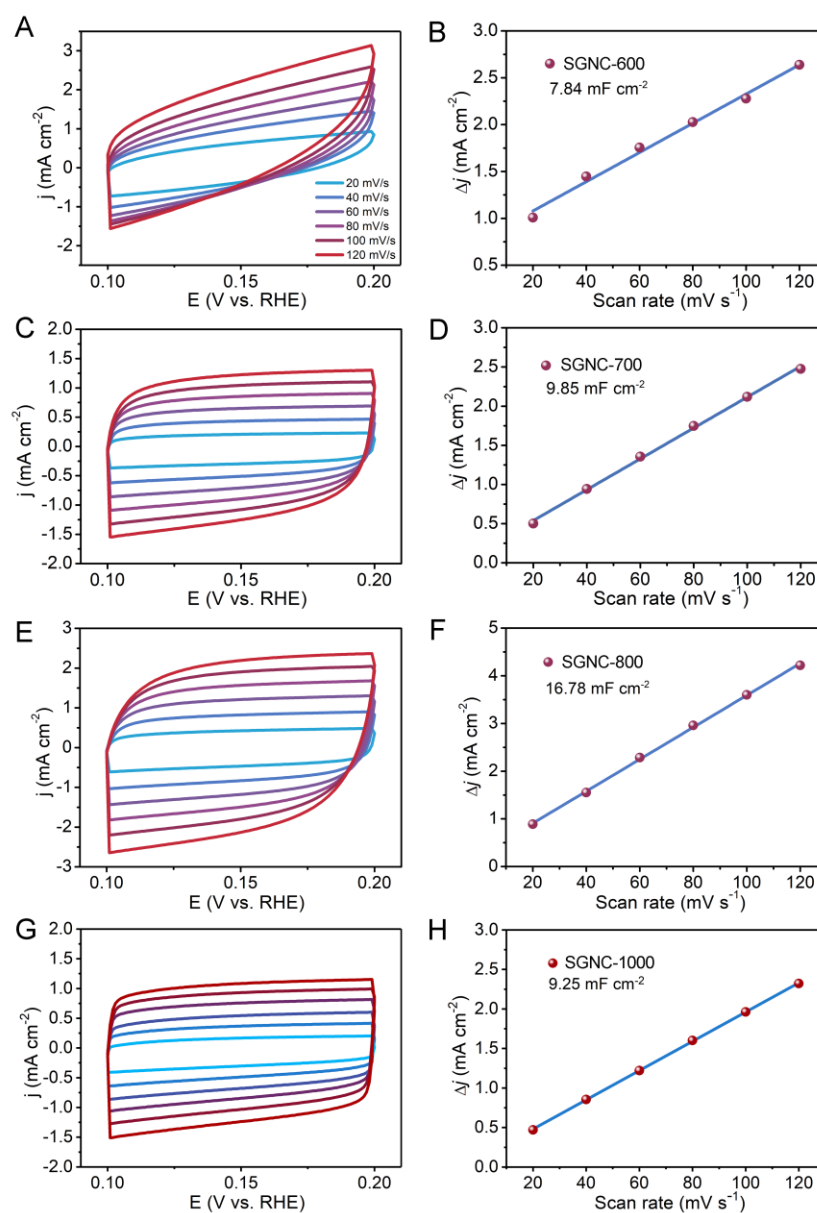 A
3
2
1
0
-1
-2
j (mA cm-2)
0.10
0.15
0.20
E (V vs. RHE)
20 mV/s
40 mV/s
60 mV/s
80 mV/s
100 mV/s
120 mV/s
B
3.0
2.5
2.0
1.5
1.0
0.5
Δj (mA cm-2)
SGNC-600
7.84 mF cm-2
20 40 60 80 100 120
Scan rate (mV s-1)
C
2.0
1.5
1.0
0.5
0.0
-0.5
-1.0
-1.5
-2.0
j (mA cm-2)
0.10
0.15
0.20
E (V vs. RHE)
D
3.0
2.5
2.0
1.5
1.0
0.5
0.0
Δj (mA cm-2)
SGNC-700
9.85 mF cm-2
20 40 60 80 100 120
Scan rate (mV s-1)
E
3
2
1
0
-1
-2
-3
j (mA cm-2)
0.10
0.15
0.20
E (V vs. RHE)
F
5
4
3
2
1
0
Δj (mA cm-2)
SGNC-800
16.78 mF cm-2
20 40 60 80 100 120
Scan rate (mV s-1)
G
2.0
1.5
1.0
0.5
0.0
-0.5
-1.0
-1.5
-2.0
j (mA cm-2)
0.10
0.15
0.20
E (V vs. RHE)
H
3.0
2.5
2.0
1.5
1.0
0.5
0.0
Δj (mA cm-2)
SGNC-1000
9.25 mF cm-2
20 40 60 80 100 120
Scan rate (mV s-1)